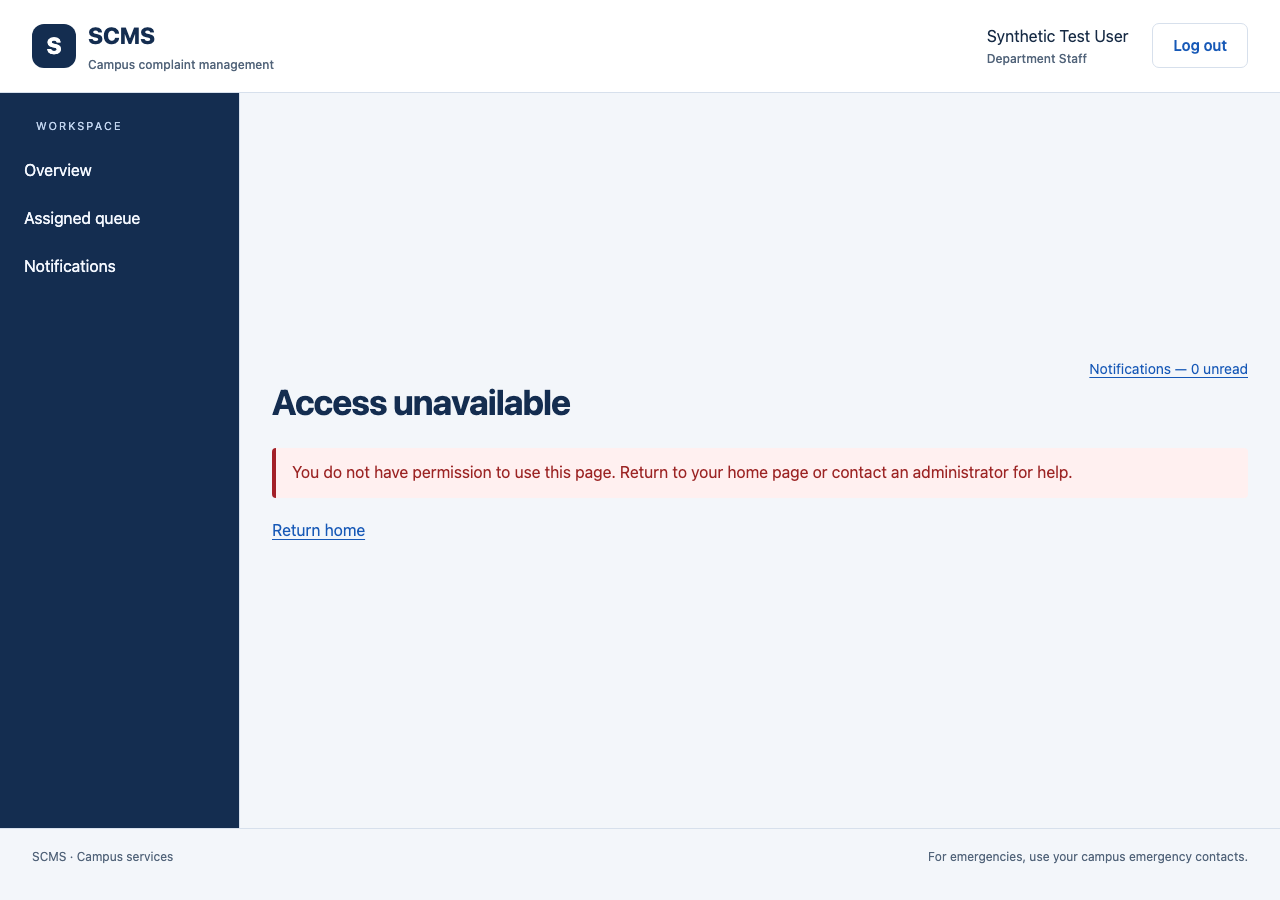 S
SCMS
Campus complaint management
Synthetic Test User
Department Staff
Log out
WORKSPACE
Overview
Assigned queue
Notifications
Notifications — 0 unread
Access unavailable
You do not have permission to use this page. Return to your home page or contact an administrator for help.
Return home
SCMS · Campus services
For emergencies, use your campus emergency contacts.